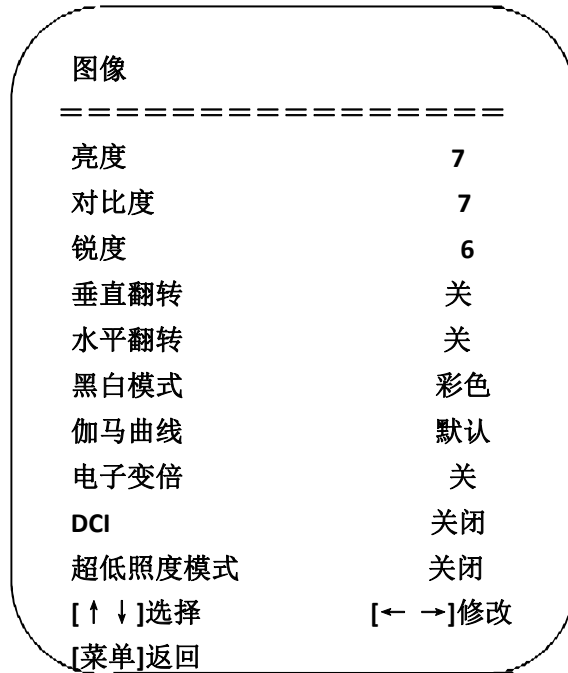 图像
================
亮度 7
对比度 7
锐度 6
垂直翻转 关
水平翻转 关
黑白模式 彩色
伽马曲线 默认
电子变倍 关
DCI 关闭
超低照度模式 关闭
[↑↓]选择 [← →]修改
[菜单]返回